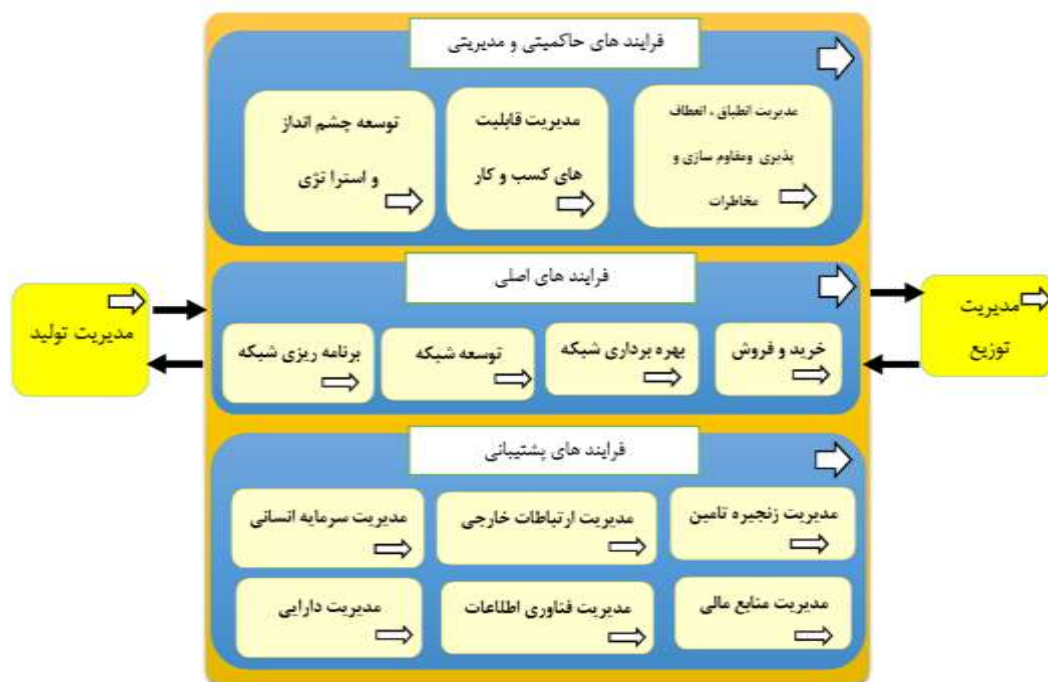 فرایند های حاکمیتی و مدیریتی
مدیریت انطباق ، انعطاف
پذیری ومقاوم سازی و
مخاطرات
مدیریت قابلیت
های کسب و کار
توسعه چشم انداز
و استرا تژی
فرایند های اصلی
مدیریت
توزیع
خرید و فروش
بهره برداری شبکه
توسعه شبکه
برنامه ریزی شبکه
مدیریت تولید
فرایند های پشتیبانی
مدیریت زنجیره تامین
مدیریت ارتباطات خارجی
مدیریت سرمایه انسانی
مدیریت منابع مالی
مدیریت فناوری اطلاعات
مدیریت دارایی